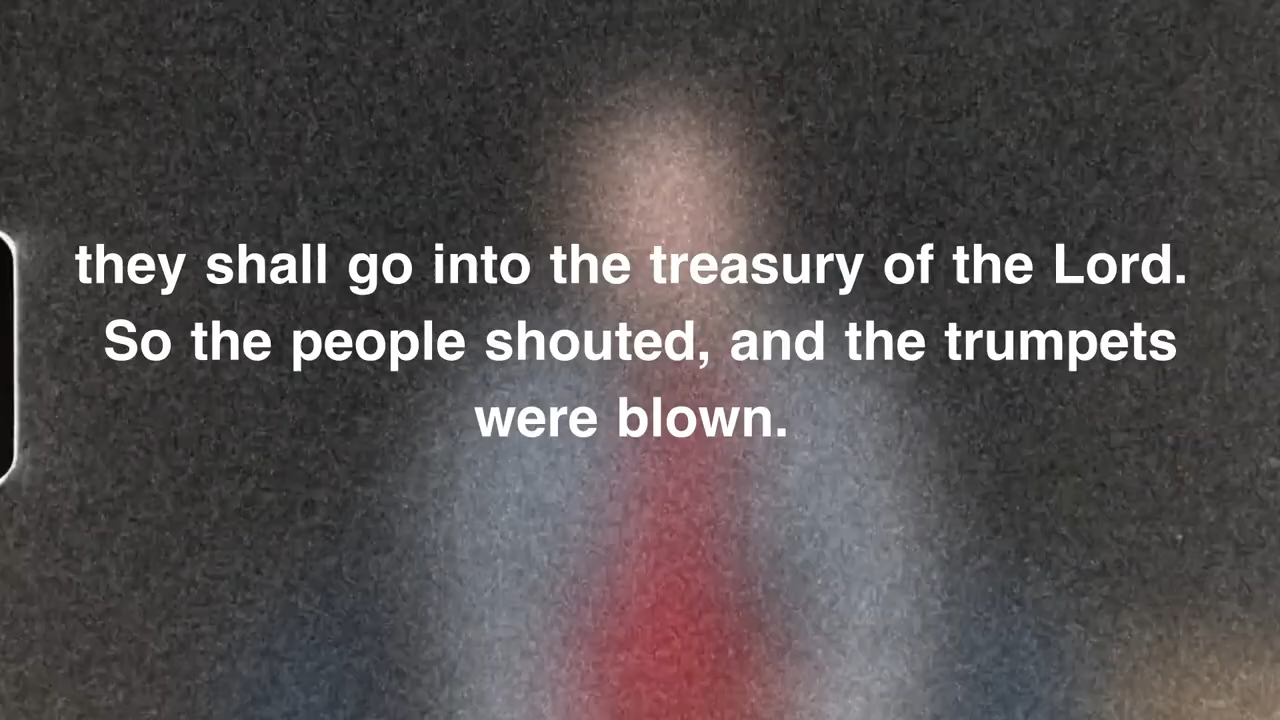 they shall go into the treasury of the Lord.
So the people shouted, and the trumpets
were blown.